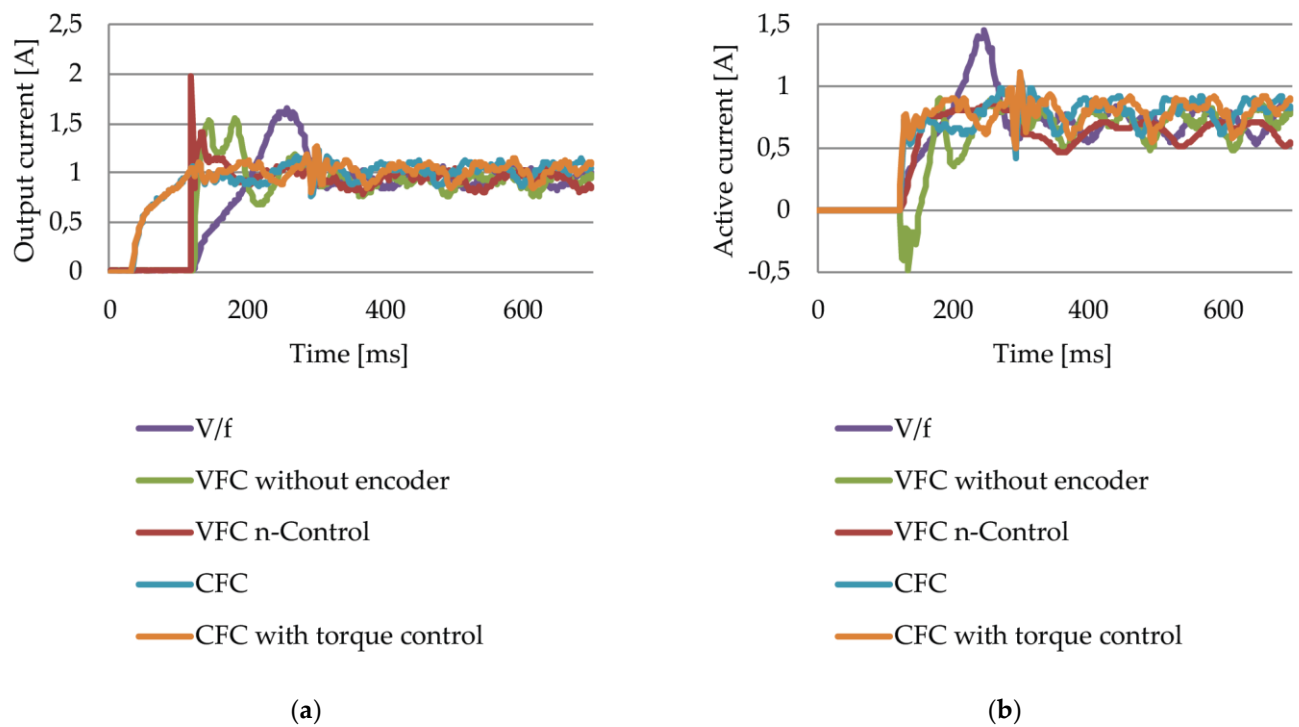 Output current [A]
2,5
2
1,5
1
0,5
0
0
200
400
600
Time [ms]
V/f
VFC without encoder
VFC n-Control
CFC
CFC with torque control
(a)
Active current [A]
1,5
1
0,5
0
-0,5
0
200
400
600
Time [ms]
V/f
VFC without encoder
VFC n-Control
CFC
CFC with torque control
(b)